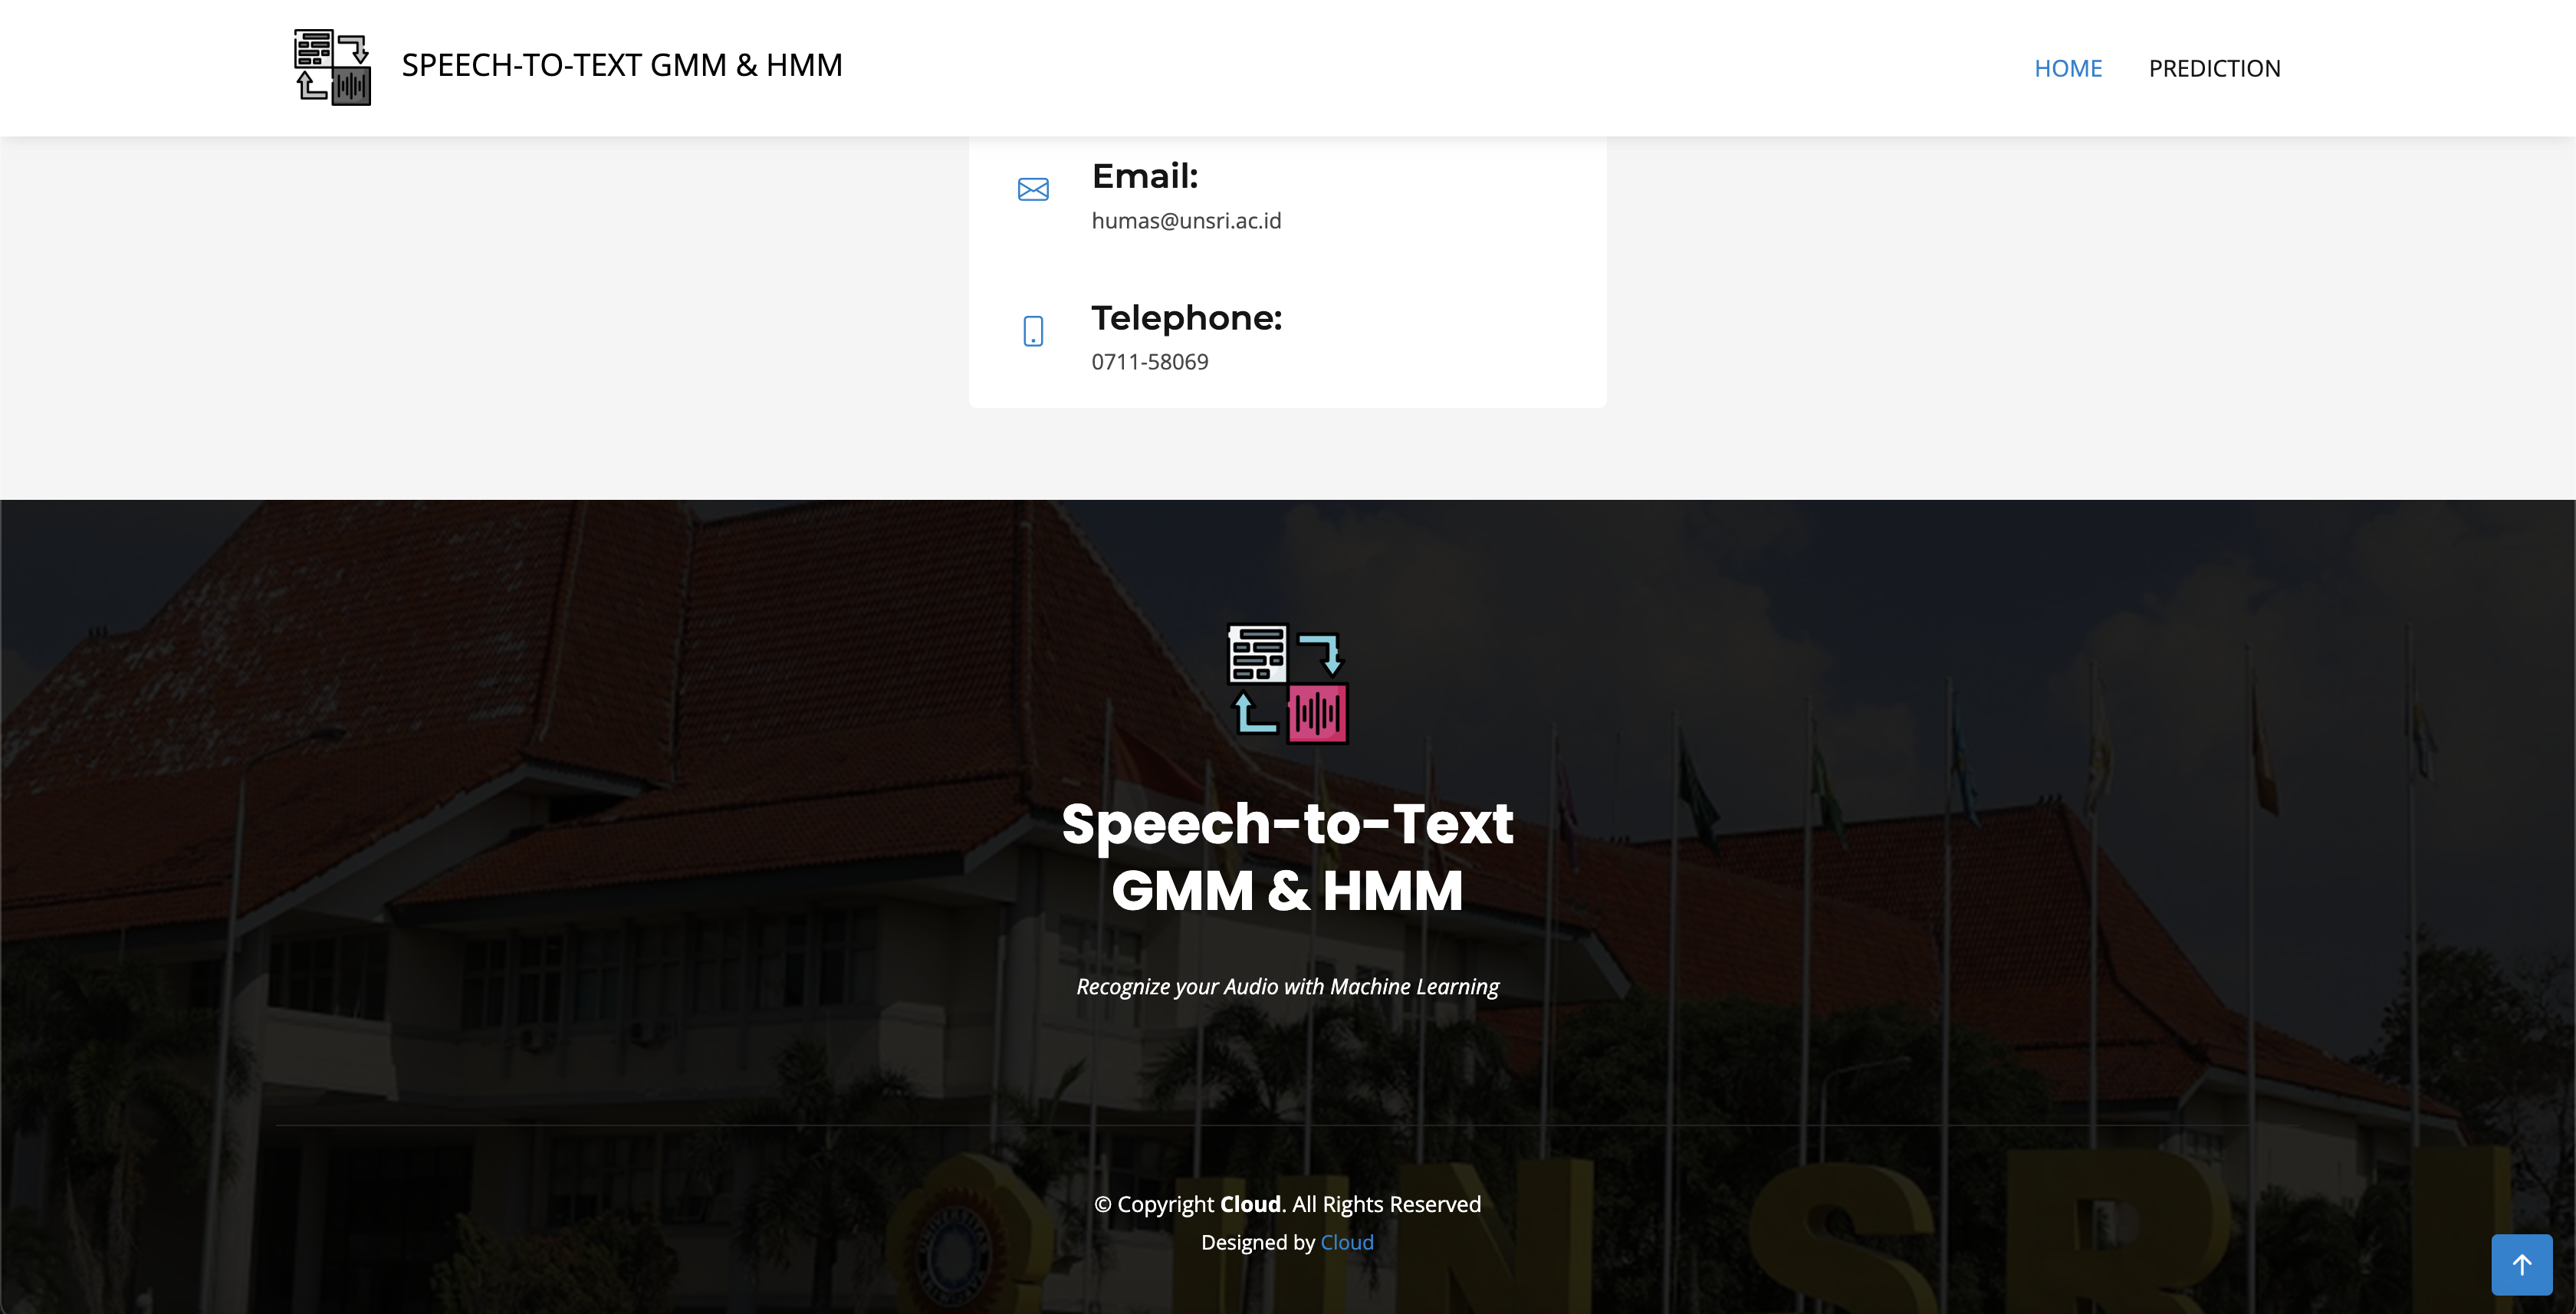 SPEECH-TO-TEXT GMM & HMM
HOME
PREDICTION
Email:
humas@unsri.ac.id
Telephone:
0711-58069
Speech-to-Text
GMM & HMM
Recognize your Audio with Machine Learning
© Copyright Cloud. All Rights Reserved
Designed by Cloud
UNSRI